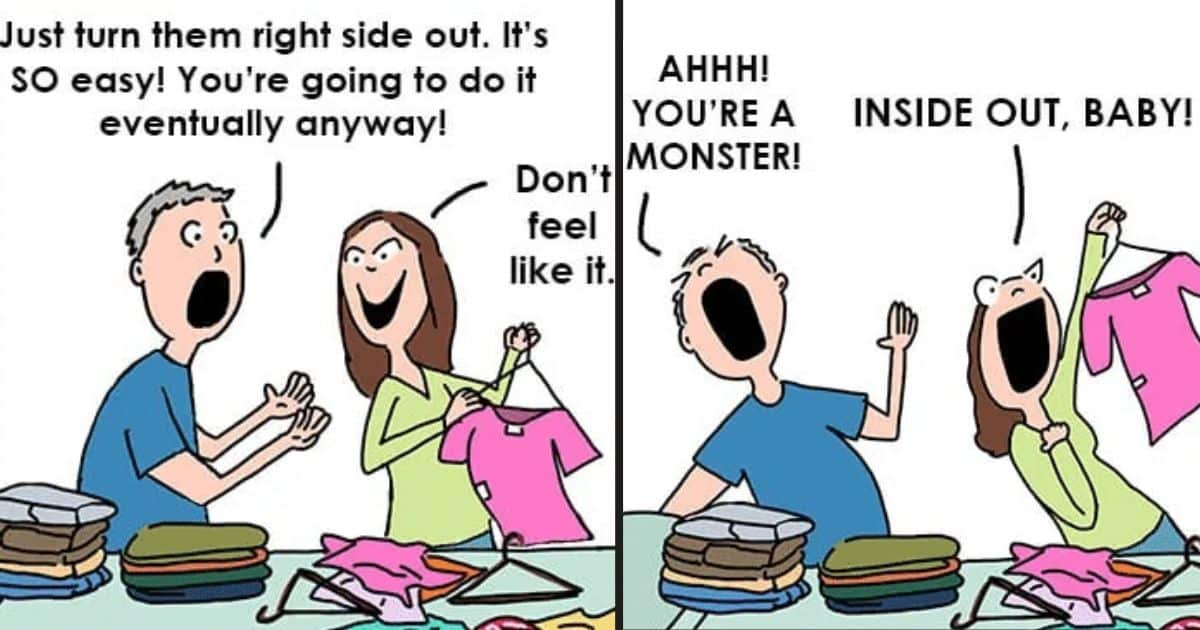 Just turn them right side out. It's
SO easy! You're going to do it
eventually anyway!
Don't
feel
like it.
AHHH!
YOU'RE A
MONSTER!
INSIDE OUT, BABY!